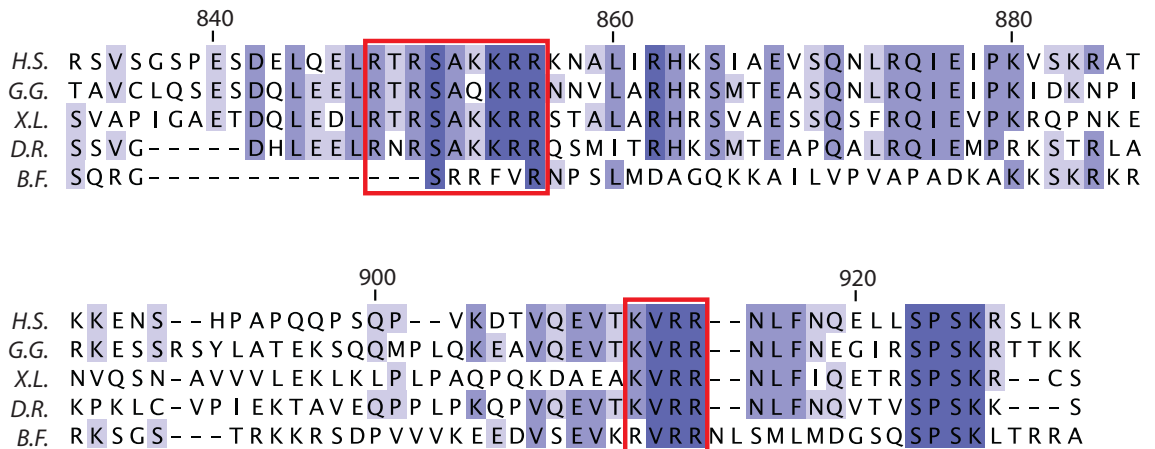 840 860 880
H.S. RSVSGSPESDELQELRTRSAKKRRKNALIRHKSIAEVSQNLRQIEIPKVSKRAT
G.G. TAVCLQSESDQLEELRTRSAQKRRNNVLARHRSMTEASQNLRQIEIPKIDKNPI
X.L. SVAPIGAETDQLEDLRTRSAKKRRSTALARHRSVAESSQSFRQIEVPKRQPNKE
D.R. SSVG-----DHLEELRNRSAKKRRQSMITRHKSMTEAPQALRQIEMPRKSTRLA
B.F. SQRG--------------SRRFVRNPSLMDAGQKKAILVPVAPADKAKKSKRKR
900 920
H.S. KKENS--HPAPQQPSQP--VKDTVQEVTKVRR--NLFNQELLSPSKRSLKR
G.G. RKESSRSYLATEKSQQMPLQKEAVQEVTKVRR--NLFNEGIRSPSKRTTKK
X.L. NVQSN-AVVVLEKLKLPLPAQPQKDAEAKVRR--NLFIQETRSPSKR--CS
D.R. KPKLC-VPIEKTAVEQPPLPKQPVQEVTKVRR--NLFNQVTVSPSKK---S
B.F. RKSGS---TRKKRSDPVVVKEEDVSEVKRVRRNLSMLMDGSQSPSKLTRRA